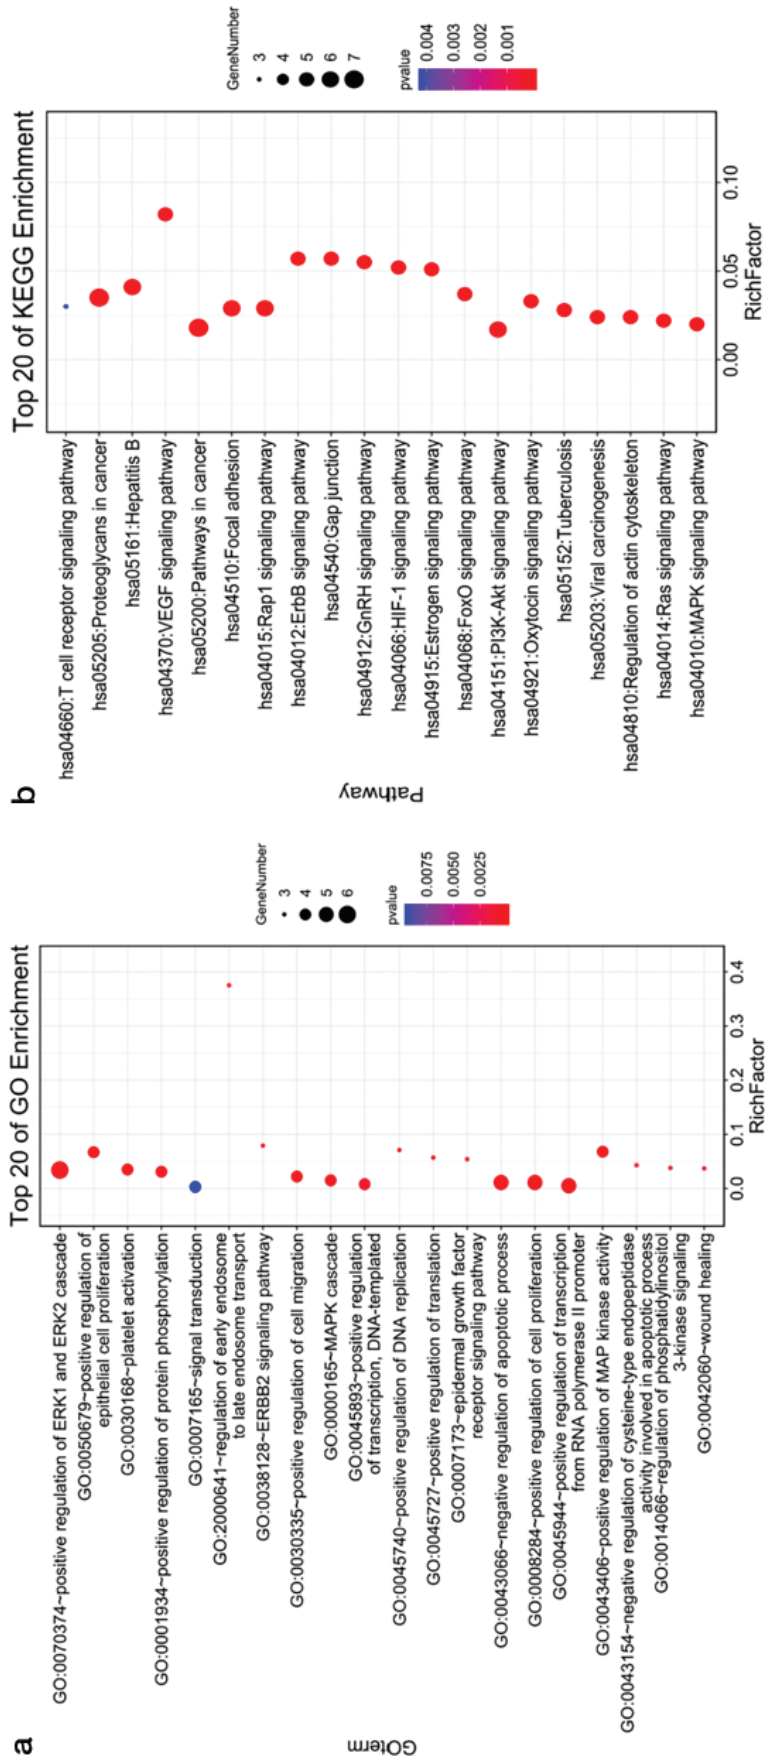 a
Top 20 of GO Enrichment
GOterm
GO:0070374~positive regulation of ERK1 and ERK2 cascade
GO:0050679~positive regulation of
epithelial cell proliferation
GO:0030168~platelet activation
GO:0001934~positive regulation of protein phosphorylation
GO:0007165~signal transduction
GO:2000641~regulation of early endosome
to late endosome transport
GO:0038128~ERBB2 signaling pathway
GO:0030335~positive regulation of cell migration
GO:0000165~MAPK cascade
GO:0045893~positive regulation
of transcription, DNA-templated
GO:0045740~positive regulation of DNA replication
GO:0045727~positive regulation of translation
GO:0007173~epidermal growth factor
receptor signaling pathway
GO:0043066~negative regulation of apoptotic process
GO:0008284~positive regulation of cell proliferation
GO:0045944~positive regulation of transcription
from RNA polymerase II promoter
GO:0043406~positive regulation of MAP kinase activity
GO:0043154~negative regulation of cysteine-type endopeptidase
activity involved in apoptotic process
GO:0014066~regulation of phosphatidylinositol
3-kinase signaling
GO:0042060~wound healing
0.0 0.1 0.2 0.3 0.4
RichFactor
GeneNumber
3
4
5
6
pvalue
0.0075
0.0050
0.0025
b
Top 20 of KEGG Enrichment
Pathway
hsa04660:T cell receptor signaling pathway
hsa05205:Proteoglycans in cancer
hsa05161:Hepatitis B
hsa04370:VEGF signaling pathway
hsa05200:Pathways in cancer
hsa04510:Focal adhesion
hsa04015:Rap1 signaling pathway
hsa04012:ErbB signaling pathway
hsa04540:Gap junction
hsa04912:GnRH signaling pathway
hsa04066:HIF-1 signaling pathway
hsa04915:Estrogen signaling pathway
hsa04068:FoxO signaling pathway
hsa04151:PI3K-Akt signaling pathway
hsa04921:Oxytocin signaling pathway
hsa05152:Tuberculosis
hsa05203:Viral carcinogenesis
hsa04810:Regulation of actin cytoskeleton
hsa04014:Ras signaling pathway
hsa04010:MAPK signaling pathway
0.00 0.05 0.10
RichFactor
GeneNumber
3
4
5
6
7
pvalue
0.004
0.003
0.002
0.001